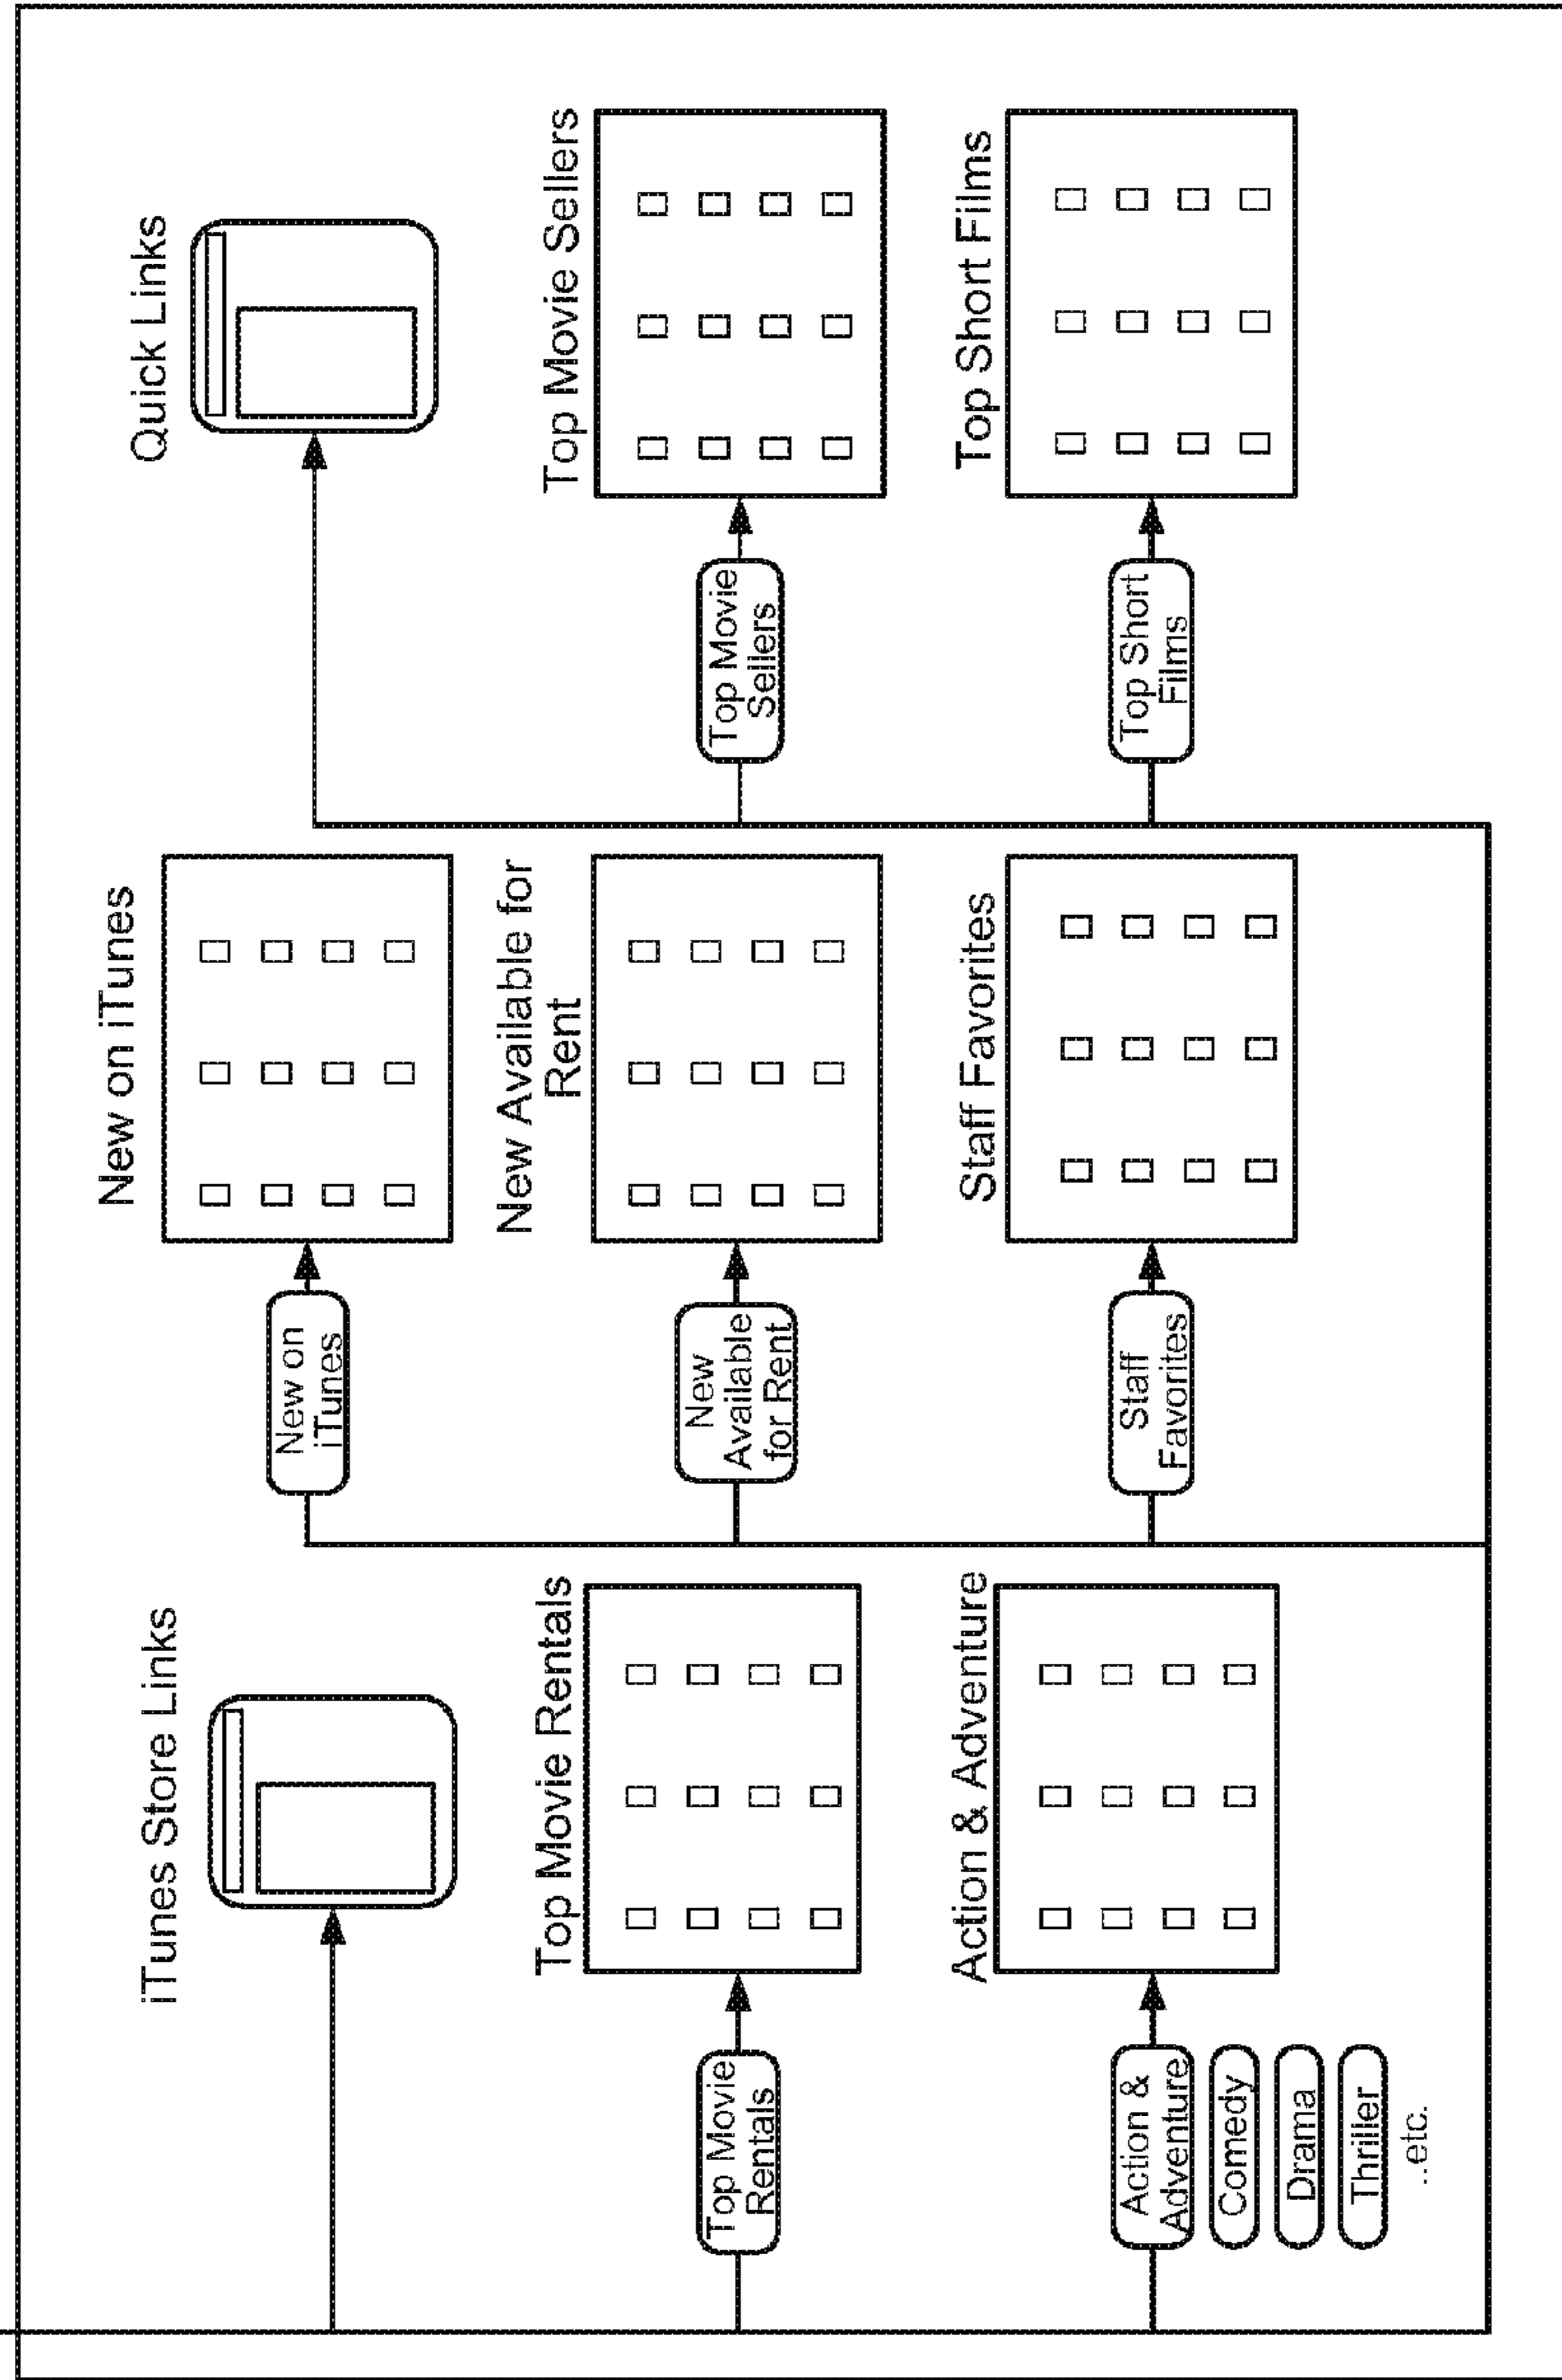 iTunes Store Links
New on iTunes
Quick Links
New on
iTunes
Top Movie Rentals
New Available for
Rent
Top Movie Sellers
Top Movie
Rentals
New
Available
for Rent
Top Movie
Sellers
Action & Adventure
Staff Favorites
Top Short Films
Action &
Adventure
Staff
Favorites
Top Short
Films
Comedy
Drama
Thriller
..etc.